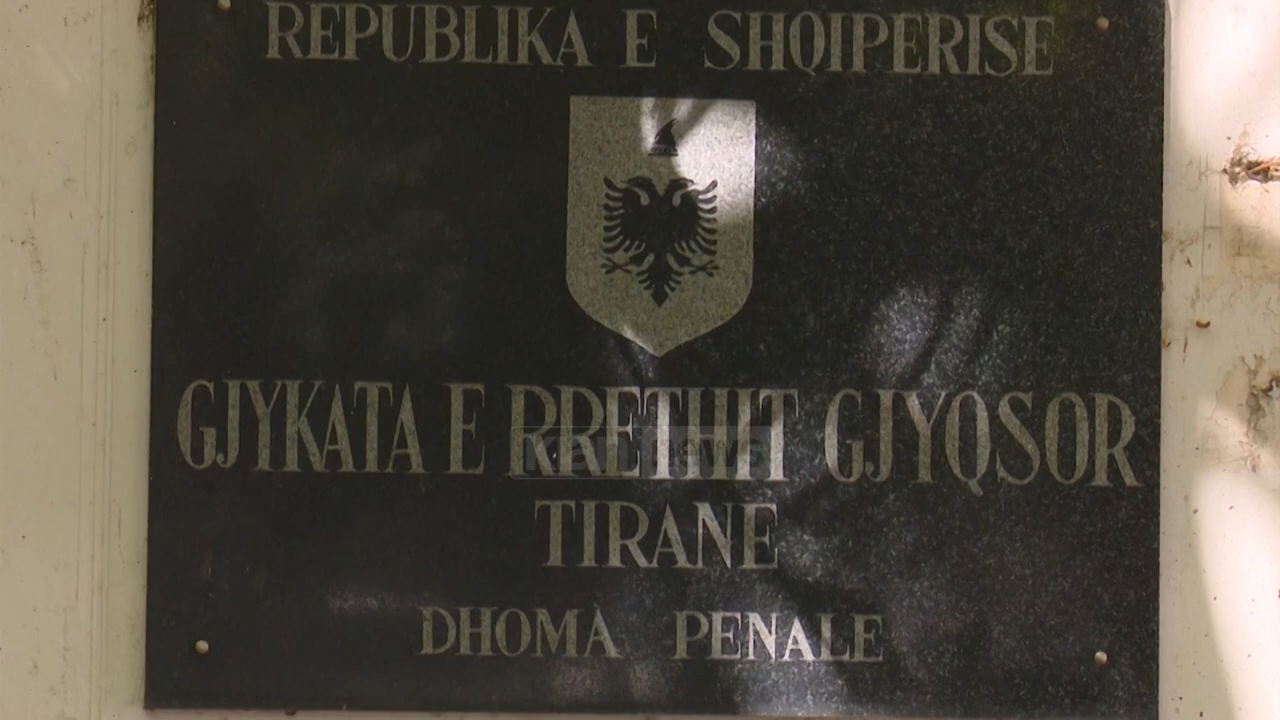 REPUBLIKA E SHQIPERISE
GJYKATA E RRETHIT GJYQSOR
TIRANE
DHOMA PENALE